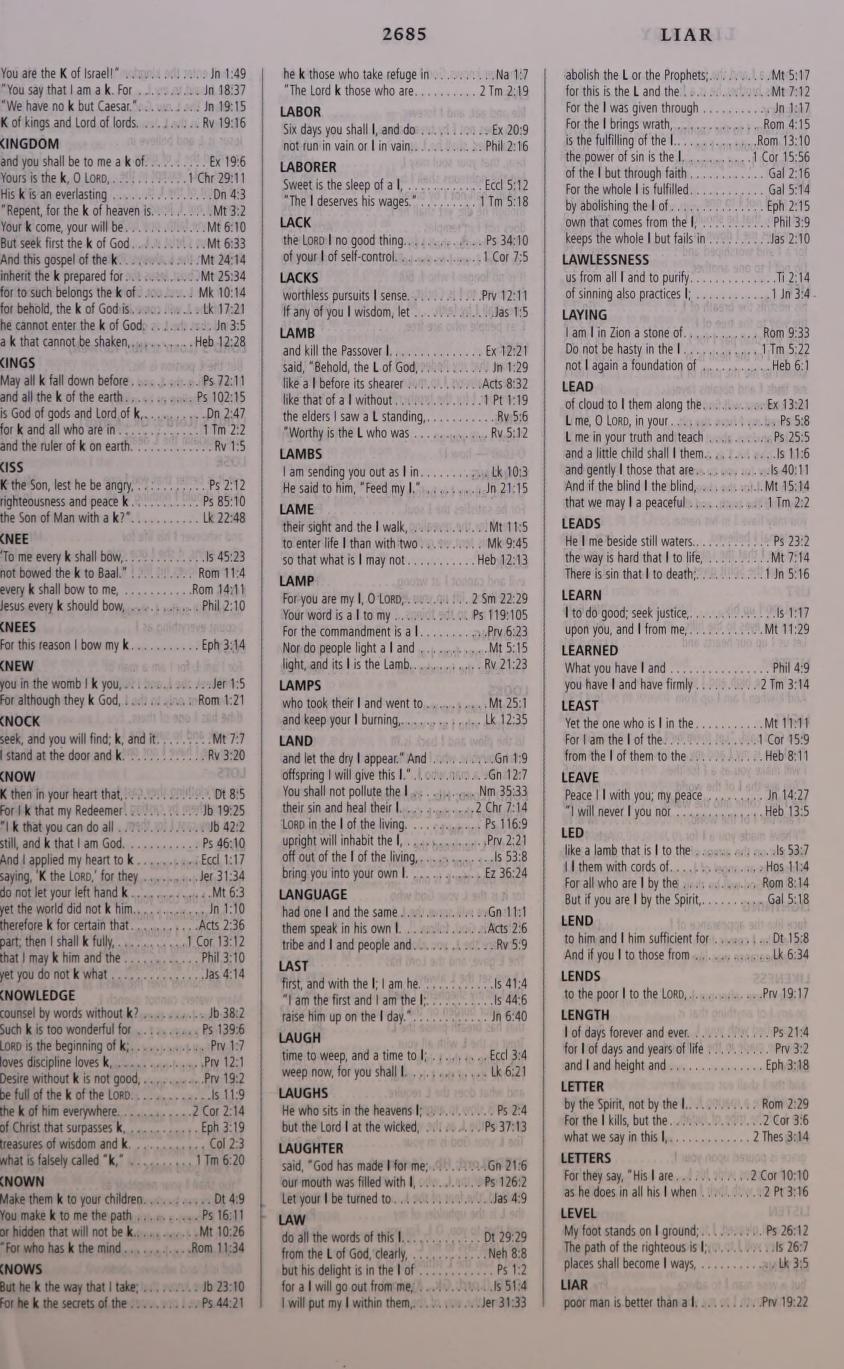 2685 LIAR
You are the K of Israel!" . . . . . . . . . . . . Jn 1:49
"You say that I am a k. For . . . . . . . . . . Jn 18:37
"We have no k but Caesar." . . . . . . . . . . Jn 19:15
K of kings and Lord of lords. . . . . . . . . . Rv 19:16
KINGDOM
and you shall be to me a k of. . . . . . . . . Ex 19:6
Yours is the k, O LORD, . . . . . . . . . . . 1 Chr 29:11
His k is an everlasting . . . . . . . . . . . . . Dn 4:3
"Repent, for the k of heaven is. . . . . . . . Mt 3:2
Your k come, your will be . . . . . . . . . . . Mt 6:10
But seek first the k of God . . . . . . . . . . Mt 6:33
And this gospel of the k. . . . . . . . . . . . Mt 24:14
inherit the k prepared for . . . . . . . . . . . Mt 25:34
for to such belongs the k of . . . . . . . . . Mk 10:14
for behold, the k of God is . . . . . . . . . . Lk 17:21
he cannot enter the k of God; . . . . . . . . . Jn 3:5
a k that cannot be shaken, . . . . . . . . . . Heb 12:28
KINGS
May all k fall down before . . . . . . . . . . . Ps 72:11
and all the k of the earth . . . . . . . . . . . Ps 102:15
is God of gods and Lord of k, . . . . . . . . . Dn 2:47
for k and all who are in . . . . . . . . . . . . 1 Tm 2:2
and the ruler of k on earth. . . . . . . . . . . Rv 1:5
KISS
K the Son, lest he be angry, . . . . . . . . . . Ps 2:12
righteousness and peace k . . . . . . . . . . . Ps 85:10
the Son of Man with a k?" . . . . . . . . . . . Lk 22:48
KNEE
'To me every k shall bow, . . . . . . . . . . . Is 45:23
not bowed the k to Baal." . . . . . . . . . . Rom 11:4
every k shall bow to me, . . . . . . . . . . . Rom 14:11
Jesus every k should bow, . . . . . . . . . . Phil 2:10
KNEES
For this reason I bow my k . . . . . . . . . . . Eph 3:14
KNEW
you in the womb I k you, . . . . . . . . . . . . Jer 1:5
For although they k God, . . . . . . . . . . . Rom 1:21
KNOCK
seek, and you will find; k, and it . . . . . . . . Mt 7:7
I stand at the door and k. . . . . . . . . . . . Rv 3:20
KNOW
K then in your heart that, . . . . . . . . . . . . Dt 8:5
For I k that my Redeemer . . . . . . . . . . . Jb 19:25
"I k that you can do all . . . . . . . . . . . . . Jb 42:2
still, and k that I am God. . . . . . . . . . . . Ps 46:10
And I applied my heart to k . . . . . . . . . . Eccl 1:17
saying, 'K the LORD,' for they . . . . . . . . . Jer 31:34
do not let your left hand k . . . . . . . . . . . Mt 6:3
yet the world did not k him. . . . . . . . . . . Jn 1:10
therefore k for certain that . . . . . . . . . . Acts 2:36
part; then I shall k fully, . . . . . . . . . . . 1 Cor 13:12
that I may k him and the . . . . . . . . . . . Phil 3:10
yet you do not k what . . . . . . . . . . . . . Jas 4:14
KNOWLEDGE
counsel by words without k? . . . . . . . . . . Jb 38:2
Such k is too wonderful for . . . . . . . . . . Ps 139:6
LORD is the beginning of k; . . . . . . . . . . . Prv 1:7
loves discipline loves k, . . . . . . . . . . . . Prv 12:1
Desire without k is not good, . . . . . . . . . Prv 19:2
be full of the k of the LORD . . . . . . . . . . . Is 11:9
the k of him everywhere. . . . . . . . . . . . 2 Cor 2:14
of Christ that surpasses k, . . . . . . . . . . . Eph 3:19
treasures of wisdom and k. . . . . . . . . . . . Col 2:3
what is falsely called "k," . . . . . . . . . . . 1 Tm 6:20
KNOWN
Make them k to your children. . . . . . . . . . Dt 4:9
You make k to me the path . . . . . . . . . . . Ps 16:11
or hidden that will not be k. . . . . . . . . . . Mt 10:26
"For who has k the mind . . . . . . . . . . . Rom 11:34
KNOWS
But he k the way that I take; . . . . . . . . . . Jb 23:10
For he k the secrets of the . . . . . . . . . . . Ps 44:21
he k those who take refuge in . . . . . . . . . . Na 1:7
"The Lord k those who are . . . . . . . . . . 2 Tm 2:19
LABOR
Six days you shall l, and do . . . . . . . . . . . Ex 20:9
not run in vain or l in vain. . . . . . . . . . . Phil 2:16
LABORER
Sweet is the sleep of a l, . . . . . . . . . . . . Eccl 5:12
"The l deserves his wages." . . . . . . . . . . 1 Tm 5:18
LACK
the LORD l no good thing. . . . . . . . . . . . Ps 34:10
of your l of self-control. . . . . . . . . . . . . 1 Cor 7:5
LACKS
worthless pursuits l sense. . . . . . . . . . . Prv 12:11
If any of you l wisdom, let . . . . . . . . . . . Jas 1:5
LAMB
and kill the Passover l. . . . . . . . . . . . . . Ex 12:21
said, "Behold, the L of God, . . . . . . . . . . Jn 1:29
like a l before its shearer . . . . . . . . . . . Acts 8:32
like that of a l without . . . . . . . . . . . . . 1 Pt 1:19
the elders I saw a L standing, . . . . . . . . . . Rv 5:6
"Worthy is the L who was . . . . . . . . . . . Rv 5:12
LAMBS
I am sending you out as l in . . . . . . . . . . . Lk 10:3
He said to him, "Feed my l." . . . . . . . . . . Jn 21:15
LAME
their sight and the l walk, . . . . . . . . . . . Mt 11:5
to enter life l than with two . . . . . . . . . . Mk 9:45
so that what is l may not . . . . . . . . . . . Heb 12:13
LAMP
For you are my l, O LORD, . . . . . . . . . . 2 Sm 22:29
Your word is a l to my . . . . . . . . . . . . . Ps 119:105
For the commandment is a l . . . . . . . . . . Prv 6:23
Nor do people light a l and . . . . . . . . . . . Mt 5:15
light, and its l is the Lamb. . . . . . . . . . . Rv 21:23
LAMPS
who took their l and went to . . . . . . . . . . Mt 25:1
and keep your l burning, . . . . . . . . . . . . Lk 12:35
LAND
and let the dry l appear." And . . . . . . . . . Gn 1:9
offspring I will give this l." . . . . . . . . . . Gn 12:7
You shall not pollute the l . . . . . . . . . . . Nm 35:33
their sin and heal their l. . . . . . . . . . . . 2 Chr 7:14
LORD in the l of the living. . . . . . . . . . . . Ps 116:9
upright will inhabit the l, . . . . . . . . . . . . Prv 2:21
off out of the l of the living, . . . . . . . . . . . Is 53:8
bring you into your own l. . . . . . . . . . . . Ez 36:24
LANGUAGE
had one l and the same . . . . . . . . . . . . Gn 11:1
them speak in his own l. . . . . . . . . . . . . Acts 2:6
tribe and l and people and . . . . . . . . . . . Rv 5:9
LAST
first, and with the l; I am he. . . . . . . . . . . Is 41:4
"I am the first and I am the l; . . . . . . . . . . Is 44:6
raise him up on the l day." . . . . . . . . . . . Jn 6:40
LAUGH
time to weep, and a time to l; . . . . . . . . . Eccl 3:4
weep now, for you shall l. . . . . . . . . . . . Lk 6:21
LAUGHS
He who sits in the heavens l; . . . . . . . . . . Ps 2:4
but the Lord l at the wicked, . . . . . . . . . . Ps 37:13
LAUGHTER
said, "God has made l for me; . . . . . . . . . Gn 21:6
our mouth was filled with l, . . . . . . . . . . Ps 126:2
Let your l be turned to . . . . . . . . . . . . . Jas 4:9
LAW
do all the words of this l. . . . . . . . . . . . Dt 29:29
from the L of God, clearly, . . . . . . . . . . . Neh 8:8
but his delight is in the l of . . . . . . . . . . . Ps 1:2
for a l will go out from me, . . . . . . . . . . . Is 51:4
I will put my l within them, . . . . . . . . . . Jer 31:33
abolish the L or the Prophets; . . . . . . . . . Mt 5:17
for this is the L and the . . . . . . . . . . . . Mt 7:12
For the l was given through . . . . . . . . . . Jn 1:17
For the l brings wrath, . . . . . . . . . . . . . Rom 4:15
is the fulfilling of the l. . . . . . . . . . . . . Rom 13:10
the power of sin is the l. . . . . . . . . . . . 1 Cor 15:56
of the l but through faith . . . . . . . . . . . . Gal 2:16
For the whole l is fulfilled . . . . . . . . . . . Gal 5:14
by abolishing the l of . . . . . . . . . . . . . . Eph 2:15
own that comes from the l, . . . . . . . . . . . Phil 3:9
keeps the whole l but fails in . . . . . . . . . . Jas 2:10
LAWLESSNESS
us from all l and to purify . . . . . . . . . . . . Ti 2:14
of sinning also practices l; . . . . . . . . . . . 1 Jn 3:4
LAYING
I am l in Zion a stone of . . . . . . . . . . . . Rom 9:33
Do not be hasty in the l . . . . . . . . . . . . 1 Tm 5:22
not l again a foundation of . . . . . . . . . . . Heb 6:1
LEAD
of cloud to l them along the . . . . . . . . . . Ex 13:21
L me, O LORD, in your . . . . . . . . . . . . . . Ps 5:8
L me in your truth and teach . . . . . . . . . . Ps 25:5
and a little child shall l them. . . . . . . . . . . Is 11:6
and gently l those that are . . . . . . . . . . . Is 40:11
And if the blind l the blind, . . . . . . . . . . . Mt 15:14
that we may l a peaceful . . . . . . . . . . . . 1 Tm 2:2
LEADS
He l me beside still waters. . . . . . . . . . . . Ps 23:2
the way is hard that l to life, . . . . . . . . . . Mt 7:14
There is sin that l to death; . . . . . . . . . . 1 Jn 5:16
LEARN
l to do good; seek justice, . . . . . . . . . . . . Is 1:17
upon you, and l from me, . . . . . . . . . . . . Mt 11:29
LEARNED
What you have l and . . . . . . . . . . . . . . Phil 4:9
you have l and have firmly . . . . . . . . . . 2 Tm 3:14
LEAST
Yet the one who is l in the . . . . . . . . . . . Mt 11:11
For I am the l of the . . . . . . . . . . . . . . 1 Cor 15:9
from the l of them to the . . . . . . . . . . . . Heb 8:11
LEAVE
Peace I l with you; my peace . . . . . . . . . . Jn 14:27
"I will never l you nor . . . . . . . . . . . . . Heb 13:5
LED
like a lamb that is l to the . . . . . . . . . . . . Is 53:7
I l them with cords of . . . . . . . . . . . . . . Hos 11:4
For all who are l by the . . . . . . . . . . . . . Rom 8:14
But if you are l by the Spirit, . . . . . . . . . . Gal 5:18
LEND
to him and l him sufficient for . . . . . . . . . Dt 15:8
And if you l to those from . . . . . . . . . . . . Lk 6:34
LENDS
to the poor l to the LORD, . . . . . . . . . . . Prv 19:17
LENGTH
l of days forever and ever. . . . . . . . . . . . Ps 21:4
for l of days and years of life . . . . . . . . . . Prv 3:2
and l and height and . . . . . . . . . . . . . . Eph 3:18
LETTER
by the Spirit, not by the l. . . . . . . . . . . . Rom 2:29
For the l kills, but the . . . . . . . . . . . . . 2 Cor 3:6
what we say in this l, . . . . . . . . . . . . . 2 Thes 3:14
LETTERS
For they say, "His l are . . . . . . . . . . . . 2 Cor 10:10
as he does in all his l when . . . . . . . . . . 2 Pt 3:16
LEVEL
My foot stands on l ground; . . . . . . . . . . Ps 26:12
The path of the righteous is l; . . . . . . . . . . Is 26:7
places shall become l ways, . . . . . . . . . . . Lk 3:5
LIAR
poor man is better than a l. . . . . . . . . . . Prv 19:22